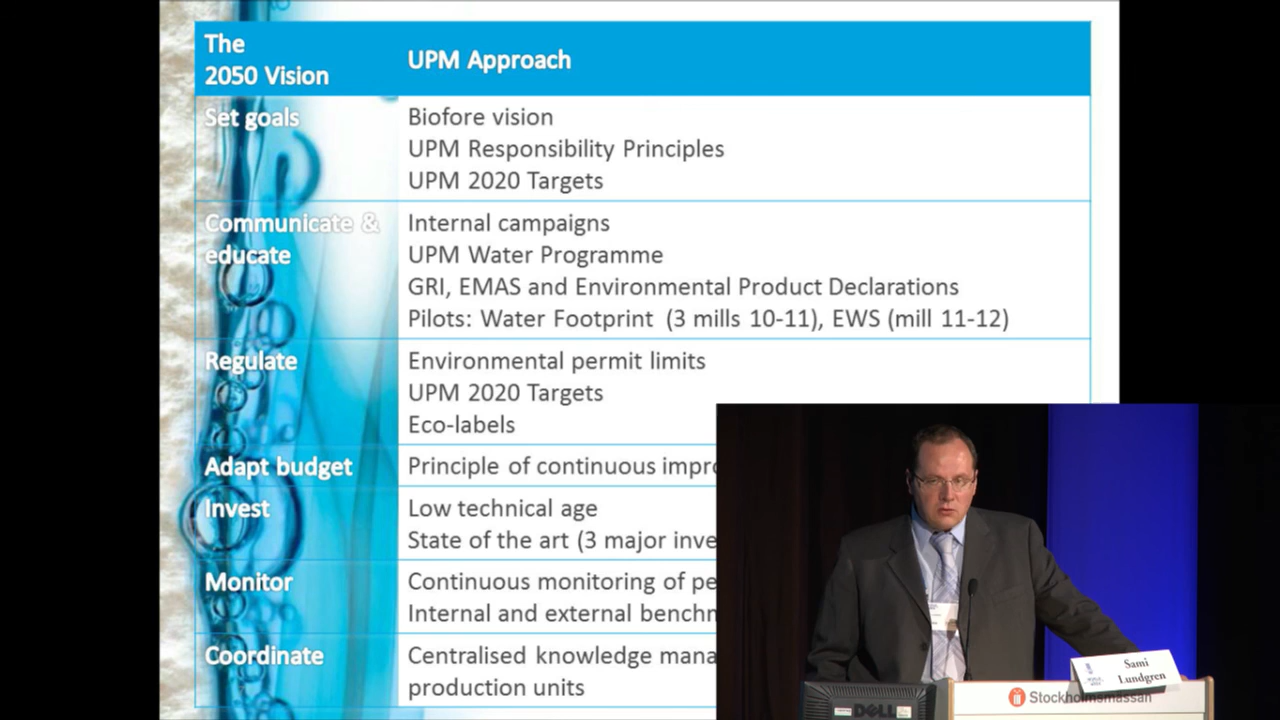 The
2050 Vision
UPM Approach
Set goals
Biofore vision
UPM Responsibility Principles
UPM 2020 Targets
Communicate &
educate
Internal campaigns
UPM Water Programme
GRI, EMAS and Environmental Product Declarations
Pilots: Water Footprint (3 mills 10-11), EWS (mill 11-12)
Regulate
Environmental permit limits
UPM 2020 Targets
Eco-labels
Adapt budget
Principle of continuous impro
Invest
Low technical age
State of the art (3 major inve
Monitor
Continuous monitoring of pe
Internal and external benchm
Coordinate
Centralised knowledge mana
production units
Sami
Lundgren
Stockholmsmässan
DELL